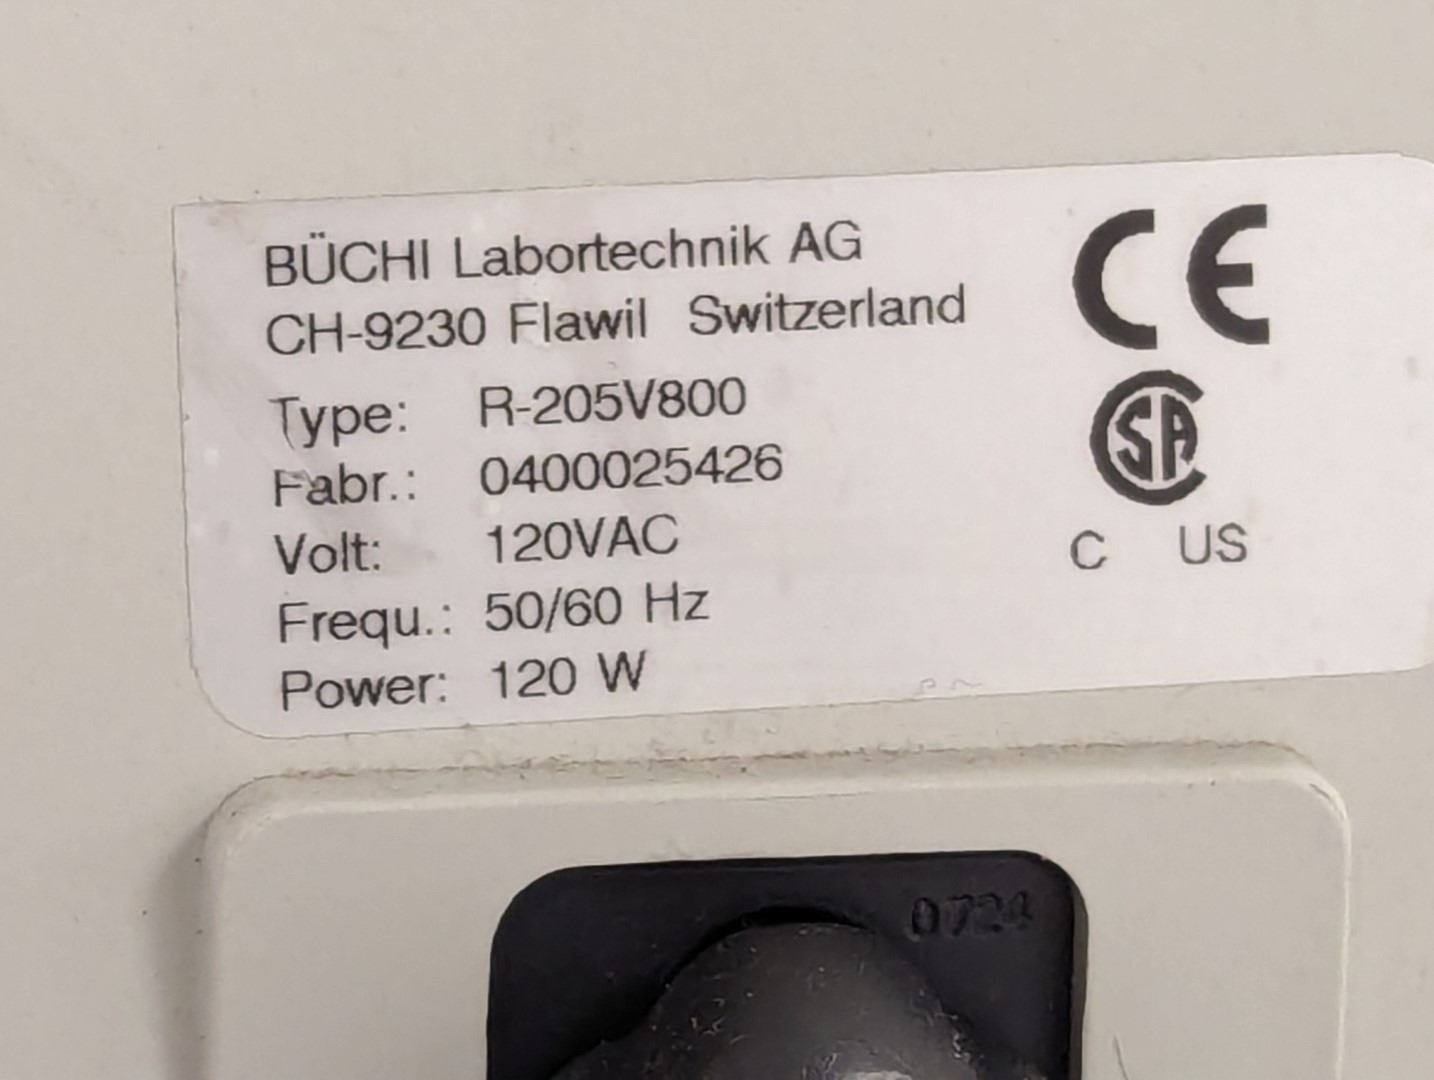 BÜCHI Labortechnik AG
CH-9230 Flawil Switzerland
Type: R-205V800
Fabr.: 0400025426
Volt: 120VAC
Frequ.: 50/60 Hz
Power: 120 W
CE
CSA
C US
0724